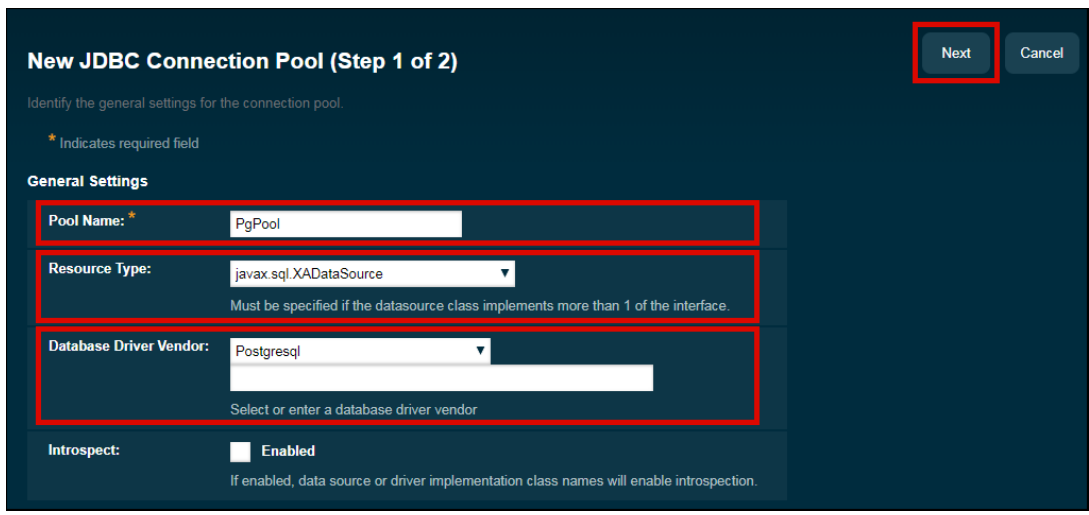 New JDBC Connection Pool (Step 1 of 2)
Next
Cancel
Identify the general settings for the connection pool.
* Indicates required field
General Settings
Pool Name: *
PgPool
Resource Type:
javax.sql.XADataSource
Must be specified if the datasource class implements more than 1 of the interface.
Database Driver Vendor:
Postgresql
Select or enter a database driver vendor
Introspect:
Enabled
If enabled, data source or driver implementation class names will enable introspection.